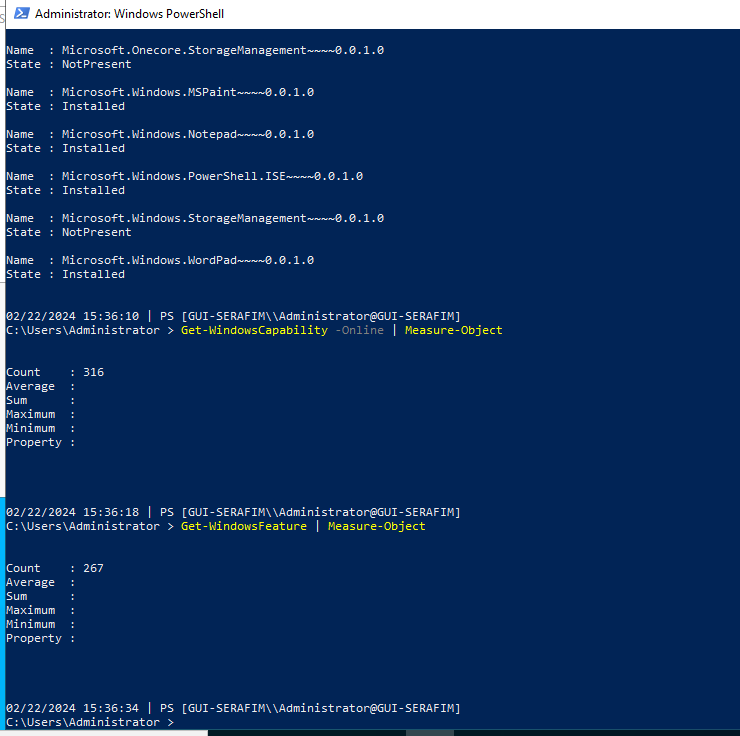 Administrator: Windows PowerShell
Name  : Microsoft.Onecore.StorageManagement~~~~0.0.1.0
State : NotPresent
Name  : Microsoft.Windows.MSPaint~~~~0.0.1.0
State : Installed
Name  : Microsoft.Windows.Notepad~~~~0.0.1.0
State : Installed
Name  : Microsoft.Windows.PowerShell.ISE~~~~0.0.1.0
State : Installed
Name  : Microsoft.Windows.StorageManagement~~~~0.0.1.0
State : NotPresent
Name  : Microsoft.Windows.WordPad~~~~0.0.1.0
State : Installed
02/22/2024 15:36:10 | PS [GUI-SERAFIM\\Administrator@GUI-SERAFIM]
C:\Users\Administrator > Get-WindowsCapability -Online | Measure-Object
Count    : 316
Average  :
Sum      :
Maximum  :
Minimum  :
Property :
02/22/2024 15:36:18 | PS [GUI-SERAFIM\\Administrator@GUI-SERAFIM]
C:\Users\Administrator > Get-WindowsFeature | Measure-Object
Count    : 267
Average  :
Sum      :
Maximum  :
Minimum  :
Property :
02/22/2024 15:36:34 | PS [GUI-SERAFIM\\Administrator@GUI-SERAFIM]
C:\Users\Administrator >